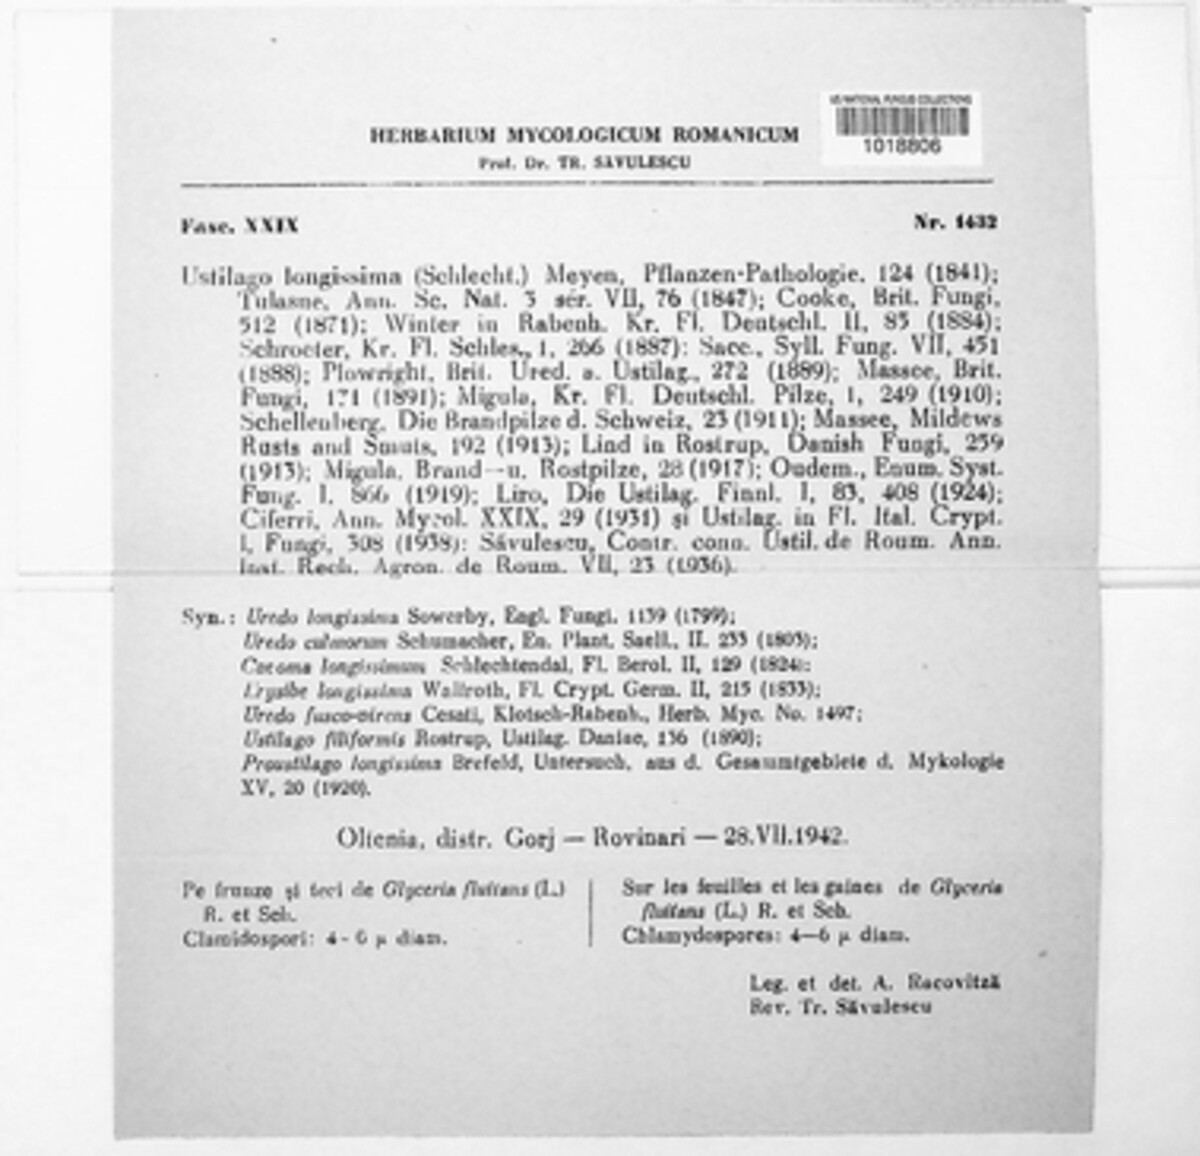 US NATIONAL FUNGUS COLLECTIONS
1018806
HERBARIUM MYCOLOGICUM ROMANICUM
Prof. Dr. TR. SĂVULESCU
Fasc. XXIX
Nr. 1432
Ustilago longissima (Schlecht.) Meyen, Pflanzen-Pathologie. 124 (1841);
Tulasne, Ann. Sc. Nat. 3 sér. VII, 76 (1847); Cooke, Brit. Fungi,
512 (1871); Winter in Rabenh. Kr. Fl. Deutschl. II, 85 (1884);
Schroeter, Kr. Fl. Schles., I, 266 (1887); Sacc., Syll. Fung. VII, 451
(1888); Plowright, Brit. Ured. a. Ustilag., 272 (1889); Massee, Brit.
Fungi, 171 (1891); Migula, Kr. Fl. Deutschl. Pilze, I, 249 (1910);
Schellenberg, Die Brandpilze d. Schweiz, 23 (1911); Massee, Mildews
Rusts and Smuts, 192 (1913); Lind in Rostrup, Danish Fungi, 259
(1913); Migula, Brand—u. Rostpilze, 28 (1917); Oudem., Enum. Syst.
Fung. I. 866 (1919); Liro, Die Ustilag. Finnl. I, 83, 408 (1924);
Ciferri, Ann. Mycol. XXIX, 29 (1931) și Ustilag. in Fl. Ital. Crypt.
I, Fungi, 308 (1938); Săvulescu, Contr. conn. Ustil. de Roum. Ann.
Inst. Rech. Agron. de Roum. VII, 23 (1936).
Syn.: Uredo longissima Sowerby, Engl. Fungi. 1139 (1799);
Uredo culmorum Schumacher, En. Plant. Saell., II. 233 (1803);
Caeoma longissimum Schlechtendal, Fl. Berol. II, 129 (1824);
Erysibe longissima Wallroth, Fl. Crypt. Germ. II, 215 (1833);
Uredo fusco-virens Cesati, Klotsch-Rabenh., Herb. Myc. No. 1497;
Ustilago filiformis Rostrup, Ustilag. Daniae, 136 (1890);
Proustilago longissima Brefeld, Untersuch. aus d. Gesaumtgebiete d. Mykologie
XV, 20 (1920).
Oltenia, distr. Gorj — Rovinari — 28.VII.1942.
Pe frunze și teci de Glyceria fluitans (L.)
R. et Sch.
Clamidospori: 4-6 μ diam.
Sur les feuilles et les gaines de Glyceria
fluitans (L.) R. et Sch.
Chlamydospores: 4—6 μ diam.
Leg. et det. A. Racovitză
Rev. Tr. Săvulescu